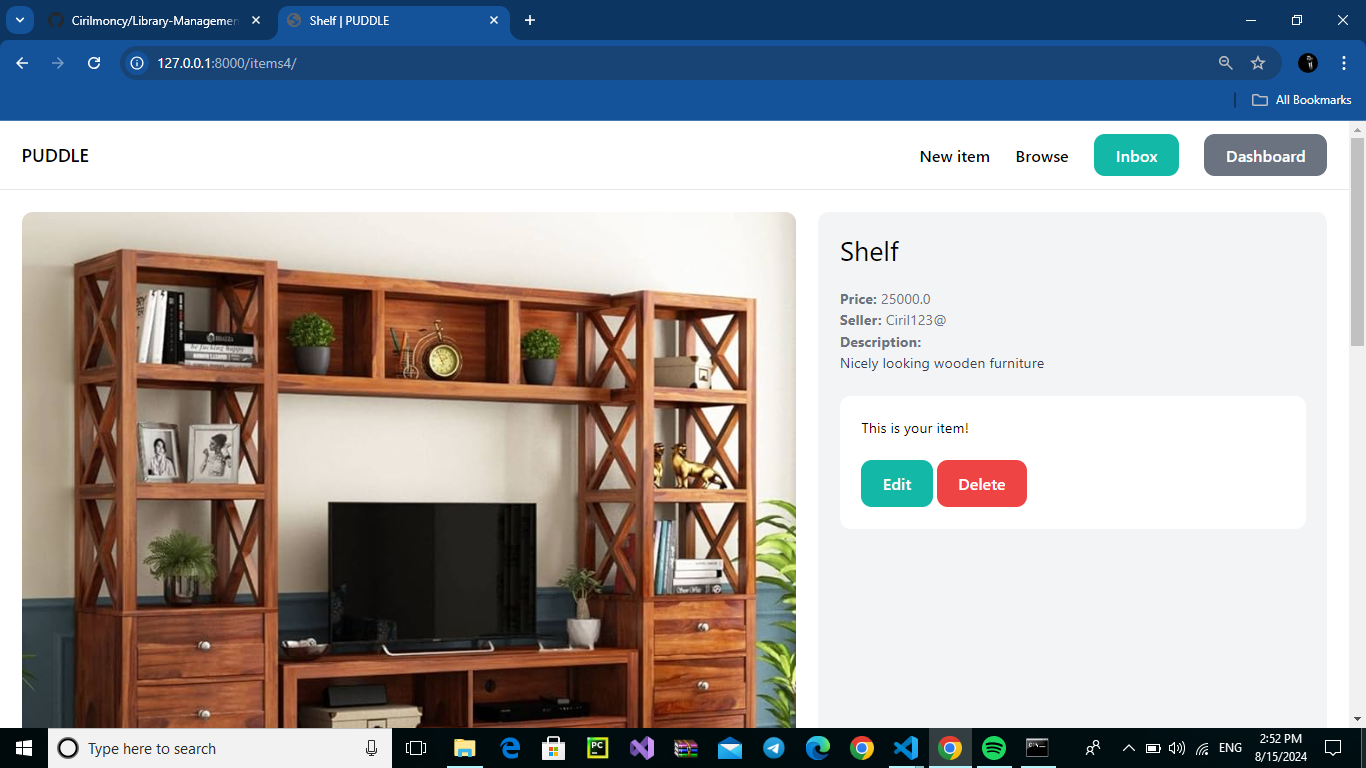 Cirilmoncy/Library-Managemen
Shelf | PUDDLE
127.0.0.1:8000/items4/
All Bookmarks
PUDDLE
New item
Browse
Inbox
Dashboard
Shelf
Price: 25000.0
Seller: Ciril123@
Description:
Nicely looking wooden furniture
This is your item!
Edit
Delete
Type here to search
PC
ENG
2:52 PM
8/15/2024